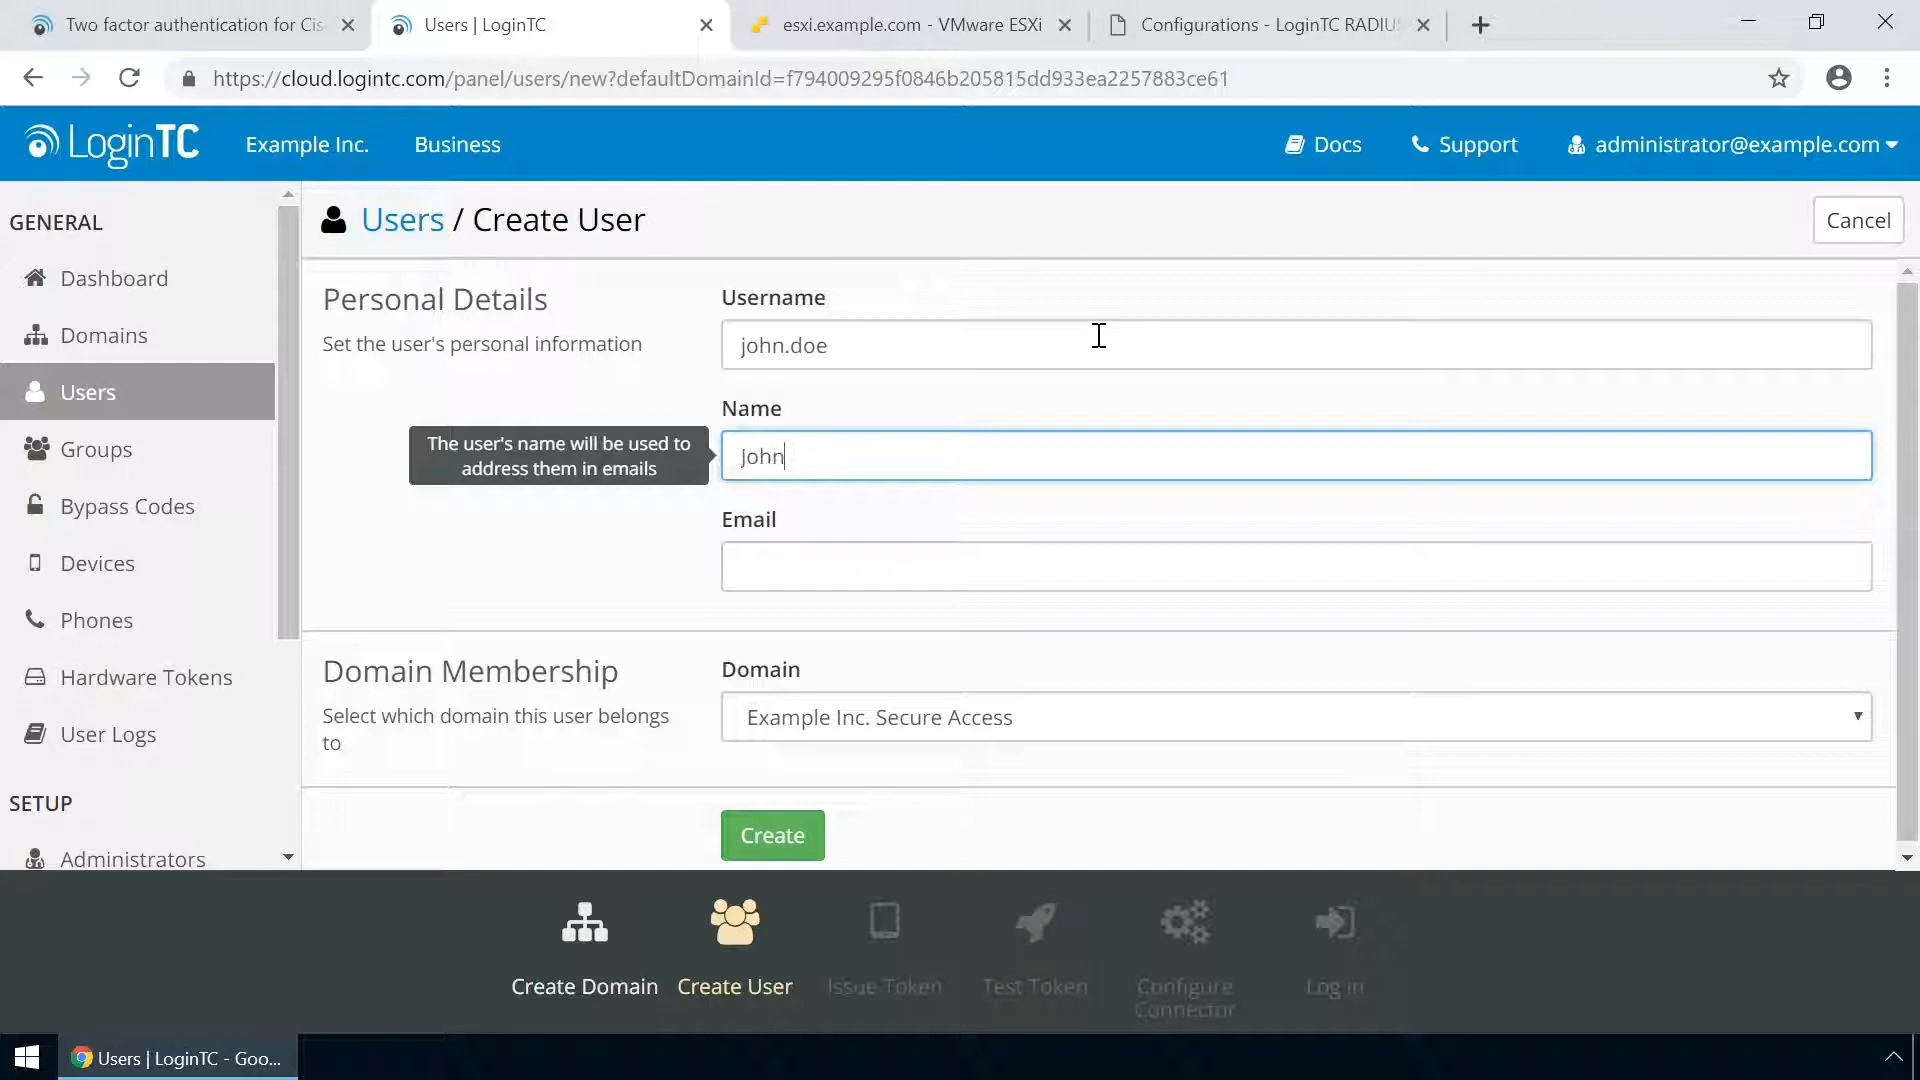 Two factor authentication for Cis
Users | LoginTC
esxi.example.com - VMware ESXi
Configurations - LoginTC RADIUS
https://cloud.logintc.com/panel/users/new?defaultDomainId=f794009295f0846b205815dd933ea2257883ce61
LoginTC
Example Inc.
Business
Docs
Support
administrator@example.com
GENERAL
Dashboard
Domains
Users
Groups
Bypass Codes
Devices
Phones
Hardware Tokens
User Logs
SETUP
Administrators
Users / Create User
Cancel
Personal Details
Set the user's personal information
Username
john.doe
Name
The user's name will be used to
address them in emails
John
Email
Domain Membership
Select which domain this user belongs
to
Domain
Example Inc. Secure Access
Create
Create Domain
Create User
Issue Token
Test Token
Configure
Connector
Log in
Users | LoginTC - Goo...